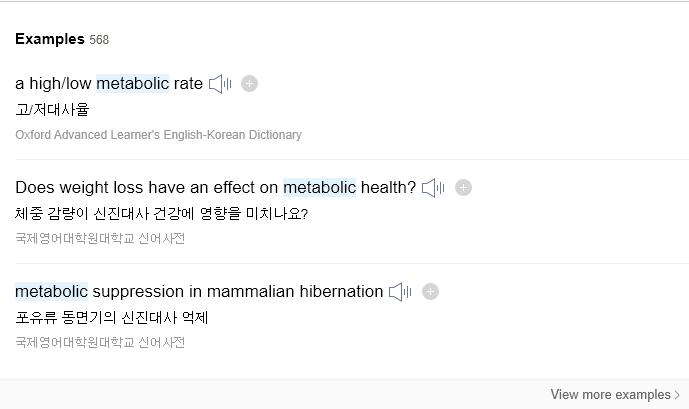 Examples 568
a high/low metabolic rate
고/저대사율
Oxford Advanced Learner's English-Korean Dictionary
Does weight loss have an effect on metabolic health?
체중 감량이 신진대사 건강에 영향을 미치나요?
국제영어대학원대학교 신어사전
metabolic suppression in mammalian hibernation
포유류 동면기의 신진대사 억제
국제영어대학원대학교 신어사전
View more examples